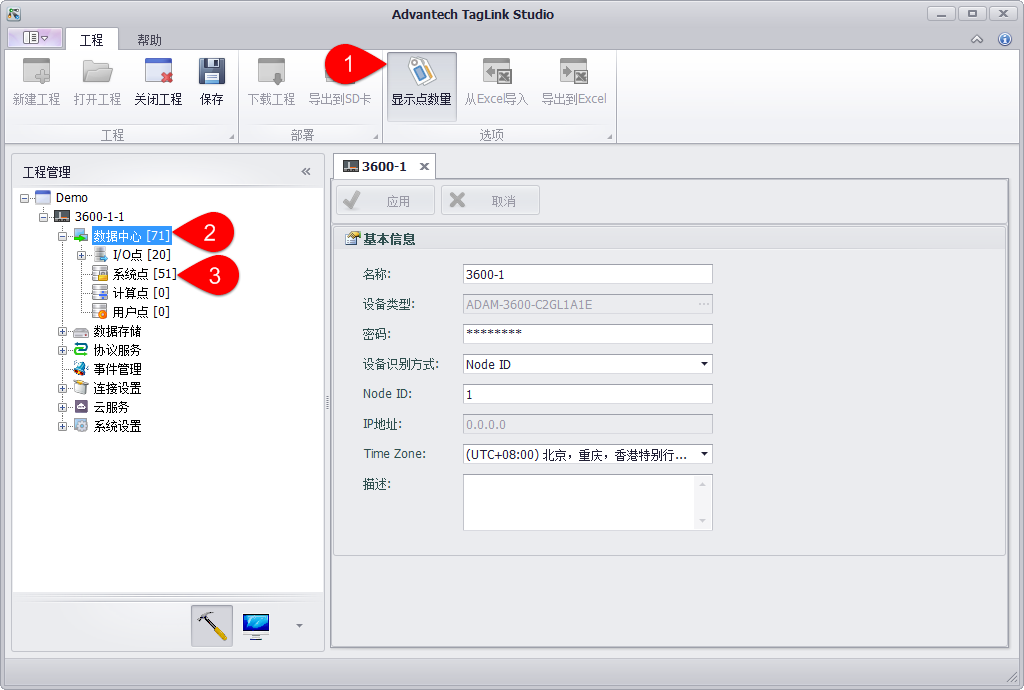 Advantech TagLink Studio
工程
帮助
新建工程
打开工程
关闭工程
保存
下载工程
导出到SD卡
1
显示点数量
从Excel导入
导出到Excel
工程
部署
选项
工程管理
Demo
3600-1-1
数据中心 [71]
2
I/O点 [20]
系统点 [51]
3
计算点 [0]
用户点 [0]
数据存储
协议服务
事件管理
连接设置
云服务
系统设置
3600-1
应用
取消
基本信息
名称: 3600-1
设备类型: ADAM-3600-C2GL1A1E ...
密码: ********
设备识别方式: Node ID
Node ID: 1
IP地址: 0.0.0.0
Time Zone: (UTC+08:00) 北京，重庆，香港特别行...
描述: